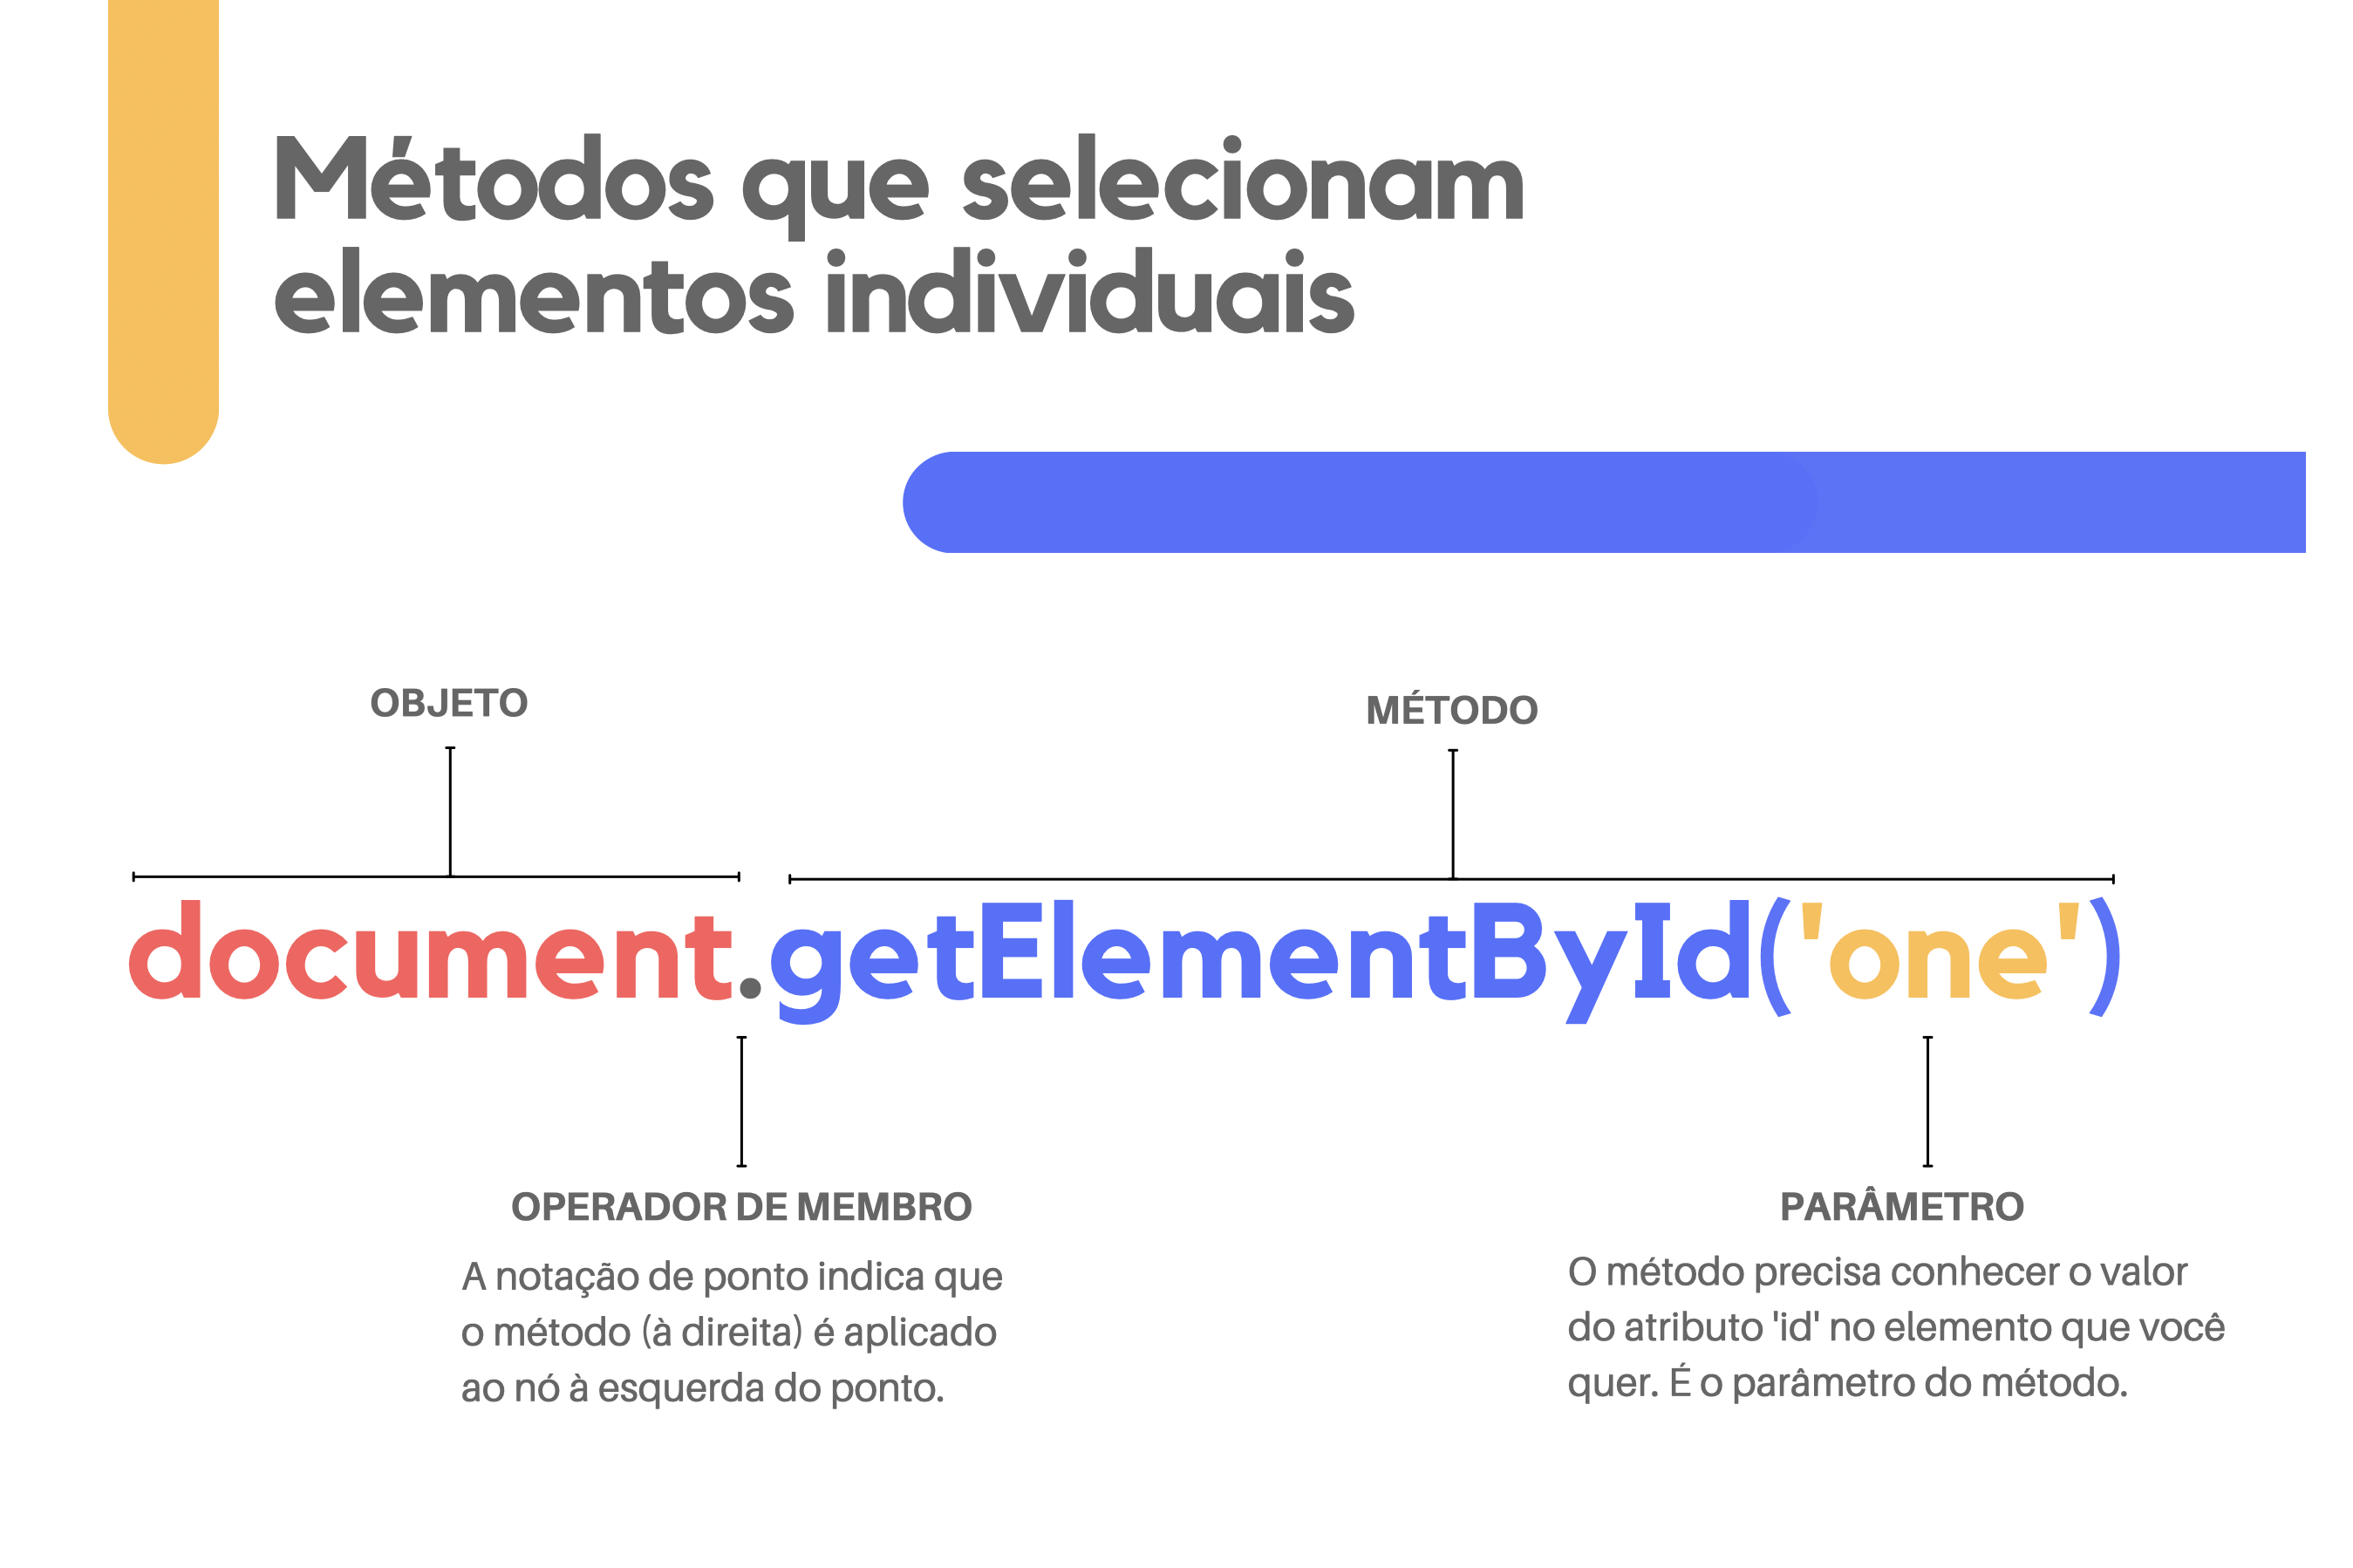 Métodos que selecionam
elementos individuais
OBJETO
MÉTODO
document.getElementById('one')
OPERADOR DE MEMBRO
A notação de ponto indica que
o método (à direita) é aplicado
ao nó à esquerda do ponto.
PARÂMETRO
O método precisa conhecer o valor
do atributo 'id' no elemento que você
quer. É o parâmetro do método.